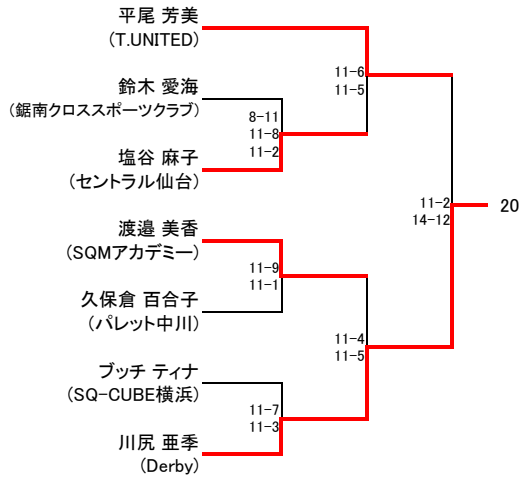 平尾 芳美
(T.UNITED)
11-6
11-5
鈴木 愛海
(鋸南クロススポーツクラブ)
8-11
11-8
11-2
塩谷 麻子
(セントラル仙台)
11-2
14-12
20
渡邉 美香
(SQMアカデミー)
11-9
11-1
久保倉 百合子
(パレット中川)
11-4
11-5
ブッチ ティナ
(SQ-CUBE横浜)
11-7
11-3
川尻 亜季
(Derby)